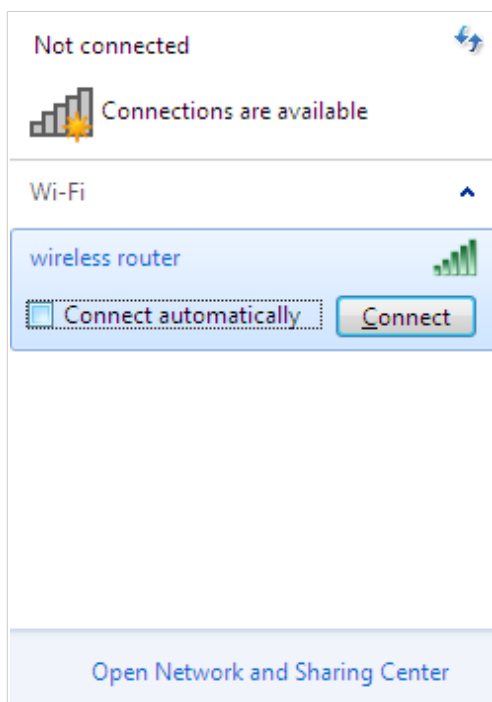 Not connected
Connections are available
Wi-Fi
wireless router
Connect automatically
Connect
Open Network and Sharing Center